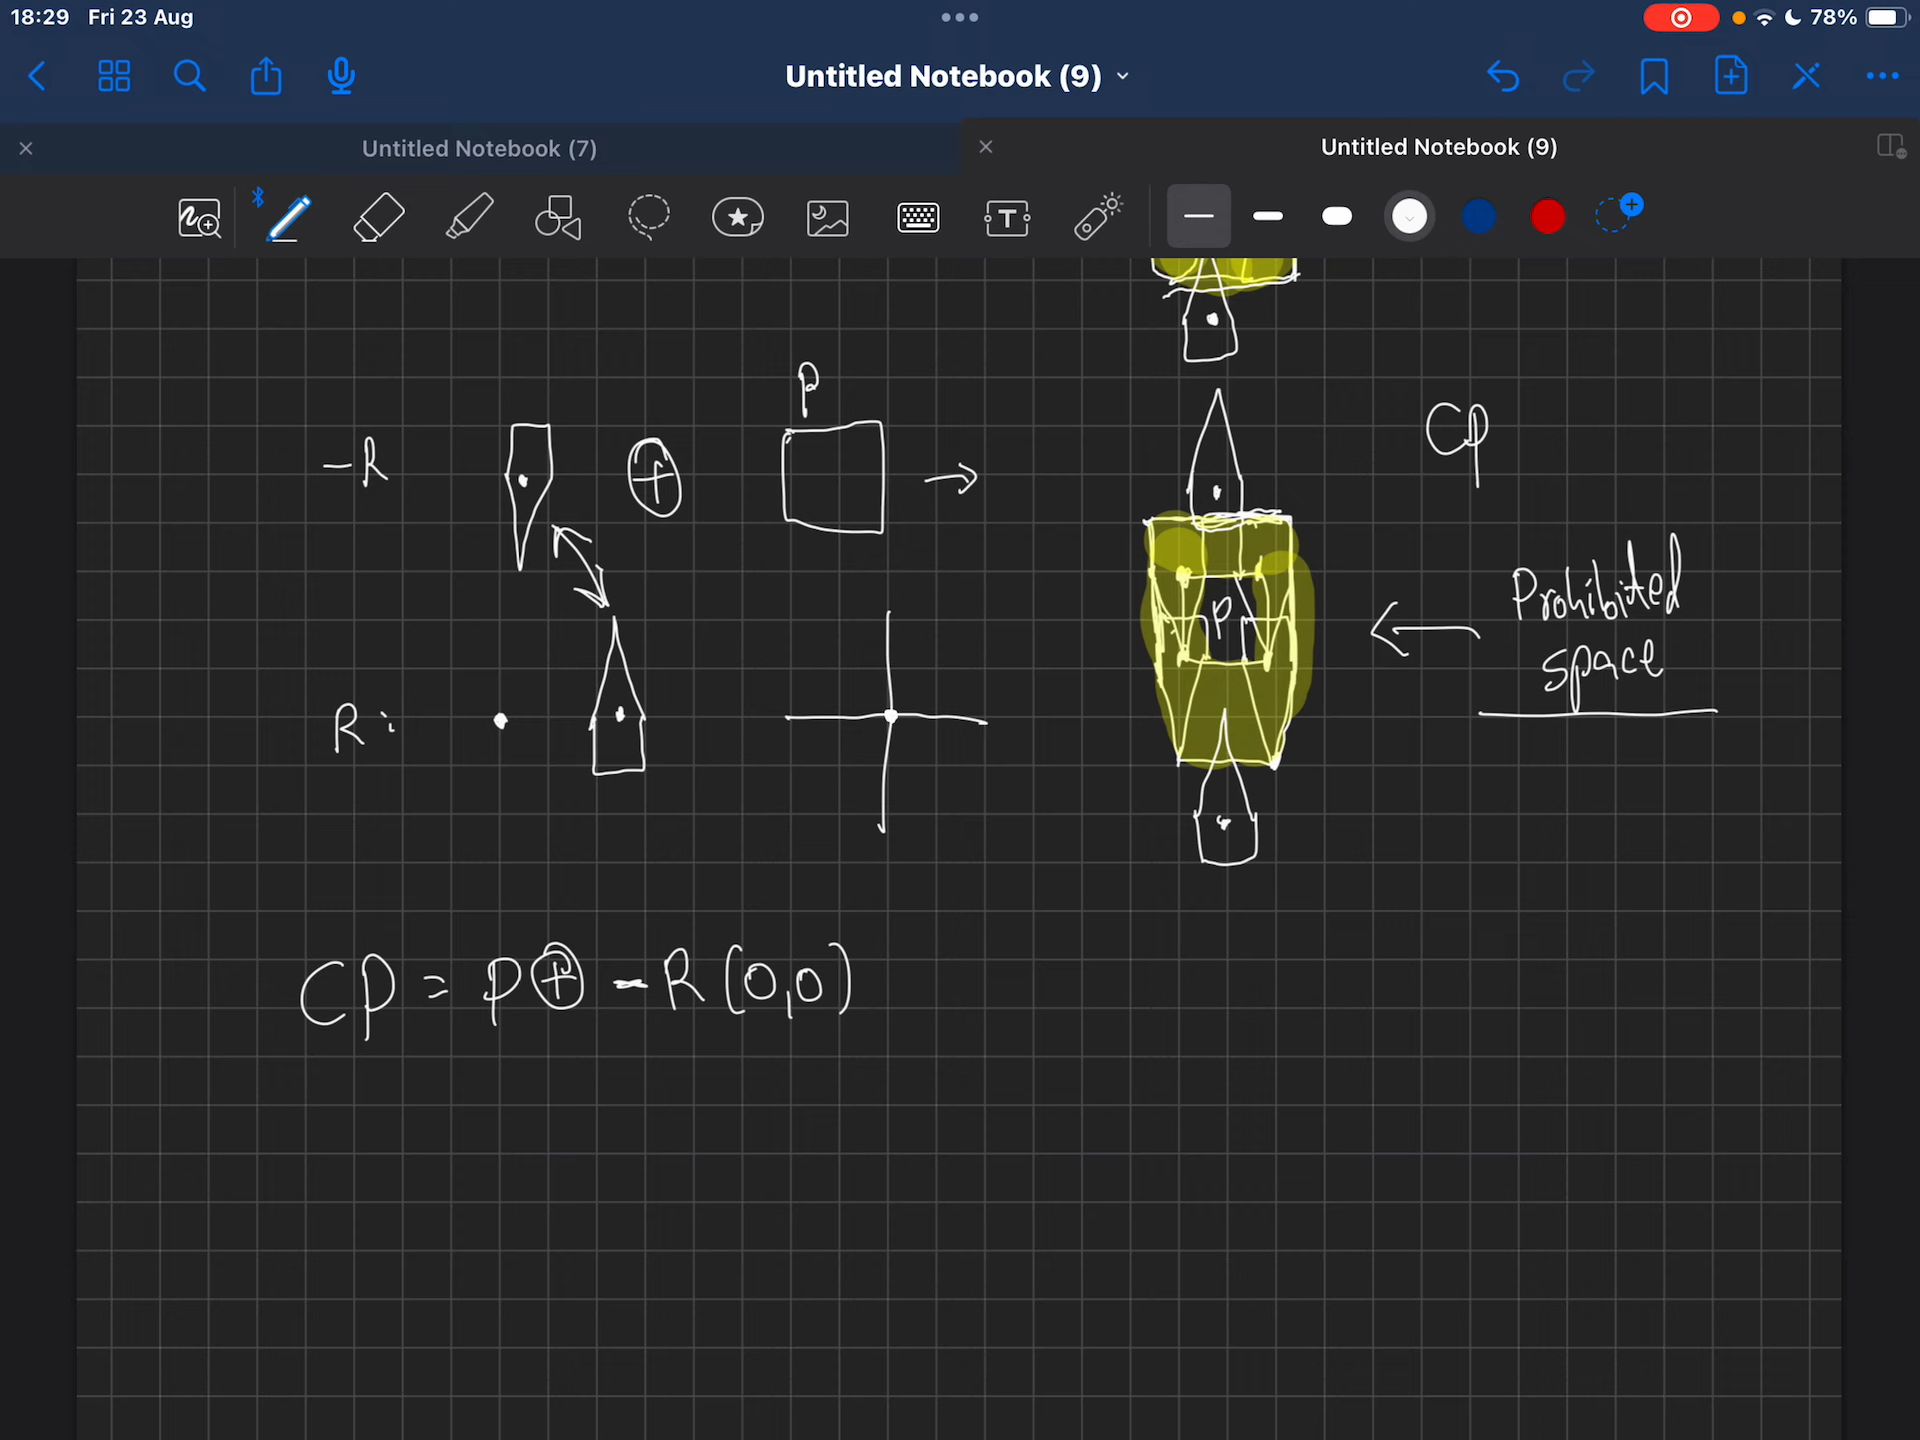 18:29 Fri 23 Aug
78%
Untitled Notebook (9)
Untitled Notebook (7)
Untitled Notebook (9)
T
P
-R ⊕ →
Cp
P
Prohibited
space
R:
CP = P⊕-R(0,0)